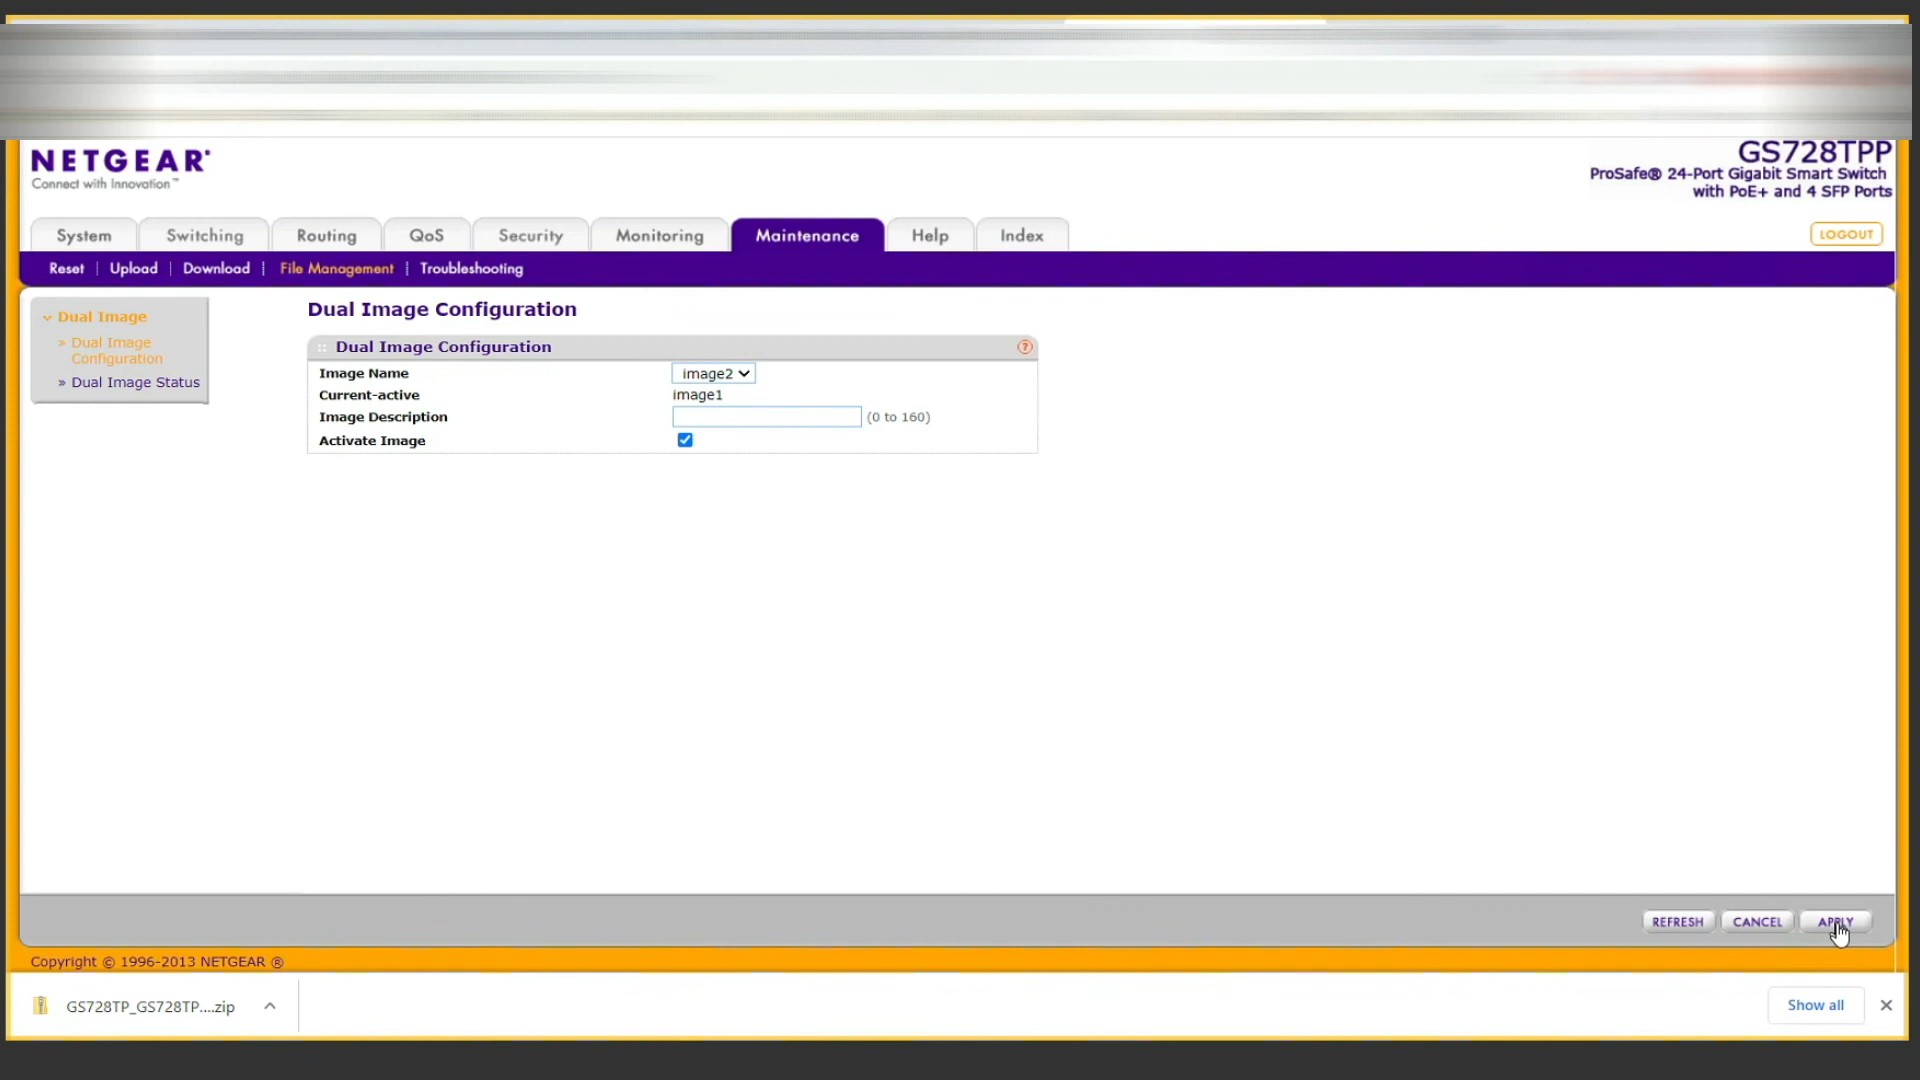 NETGEAR®
Connect with Innovation™
GS728TPP
ProSafe® 24-Port Gigabit Smart Switch
with PoE+ and 4 SFP Ports
System Switching Routing QoS Security Monitoring Maintenance Help Index LOGOUT
Reset | Upload | Download | File Management | Troubleshooting
Dual Image
» Dual Image
Configuration
» Dual Image Status
Dual Image Configuration
Dual Image Configuration ?
Image Name image2
Current-active image1
Image Description (0 to 160)
Activate Image
REFRESH CANCEL APPLY
Copyright © 1996-2013 NETGEAR ®
GS728TP_GS728TP....zip Show all